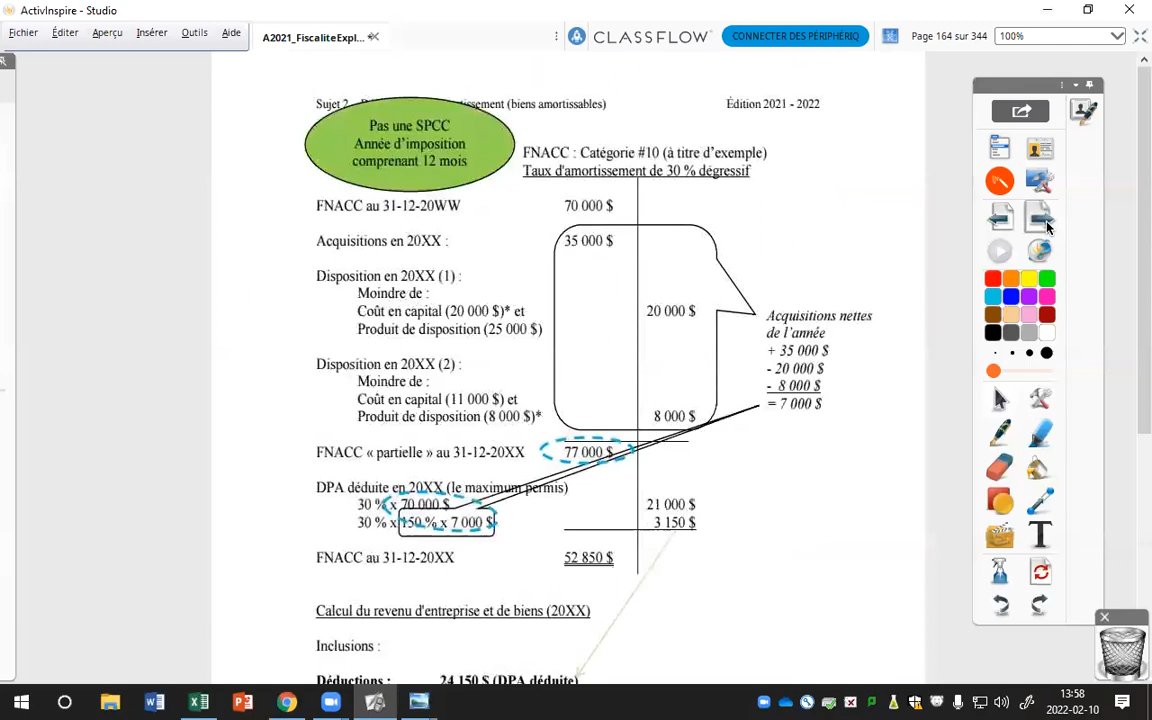 ActivInspire - Studio
Fichier Éditer Aperçu Insérer Outils Aide
A2021_FiscaliteExpl...
CLASSFLOW
CONNECTER DES PÉRIPHÉRIQ
Page 164 sur 344
100%
Sujet 2 (biens amortissables) Édition 2021 - 2022
Pas une SPCC
Année d'imposition
comprenant 12 mois
FNACC : Catégorie #10 (à titre d'exemple)
Taux d'amortissement de 30 % dégressif
FNACC au 31-12-20WW 70 000 $
Acquisitions en 20XX : 35 000 $
Disposition en 20XX (1) :
Moindre de :
Coût en capital (20 000 $)* et 20 000 $
Produit de disposition (25 000 $)
Acquisitions nettes
de l'année
+ 35 000 $
- 20 000 $
- 8 000 $
= 7 000 $
Disposition en 20XX (2) :
Moindre de :
Coût en capital (11 000 $) et
Produit de disposition (8 000 $)* 8 000 $
FNACC « partielle » au 31-12-20XX 77 000 $
DPA déduite en 20XX (le maximum permis)
30 % x 70 000 $ 21 000 $
30 % x 150 % x 7 000 $ 3 150 $
FNACC au 31-12-20XX 52 850 $
Calcul du revenu d'entreprise et de biens (20XX)
Inclusions :
Déductions : 24 150 $ (DPA déduite)
13:58
2022-02-10